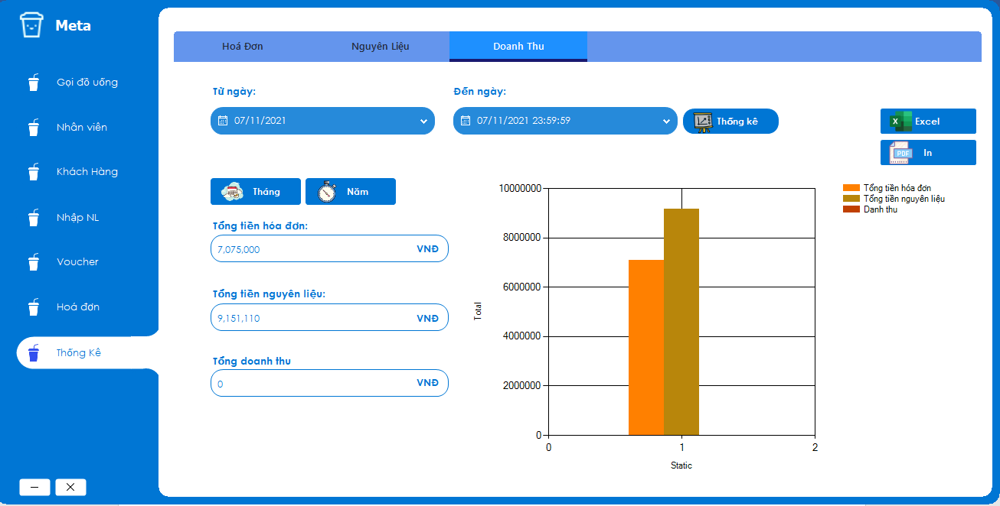 Meta
Gọi đồ uống
Nhân viên
Khách Hàng
Nhập NL
Voucher
Hoá đơn
Thống Kê
Hoá Đơn
Nguyên Liệu
Doanh Thu
Từ ngày:
Đến ngày:
07/11/2021
07/11/2021 23:59:59
Thống kê
Excel
PDF
In
Tháng
Năm
Tổng tiền hóa đơn:
7,075,000 VNĐ
Tổng tiền nguyên liệu:
9,151,110 VNĐ
Tổng doanh thu
0 VNĐ
10000000
8000000
6000000
4000000
2000000
0
Total
0 1 2
Static
Tổng tiền hóa đơn
Tổng tiền nguyên liệu
Danh thu